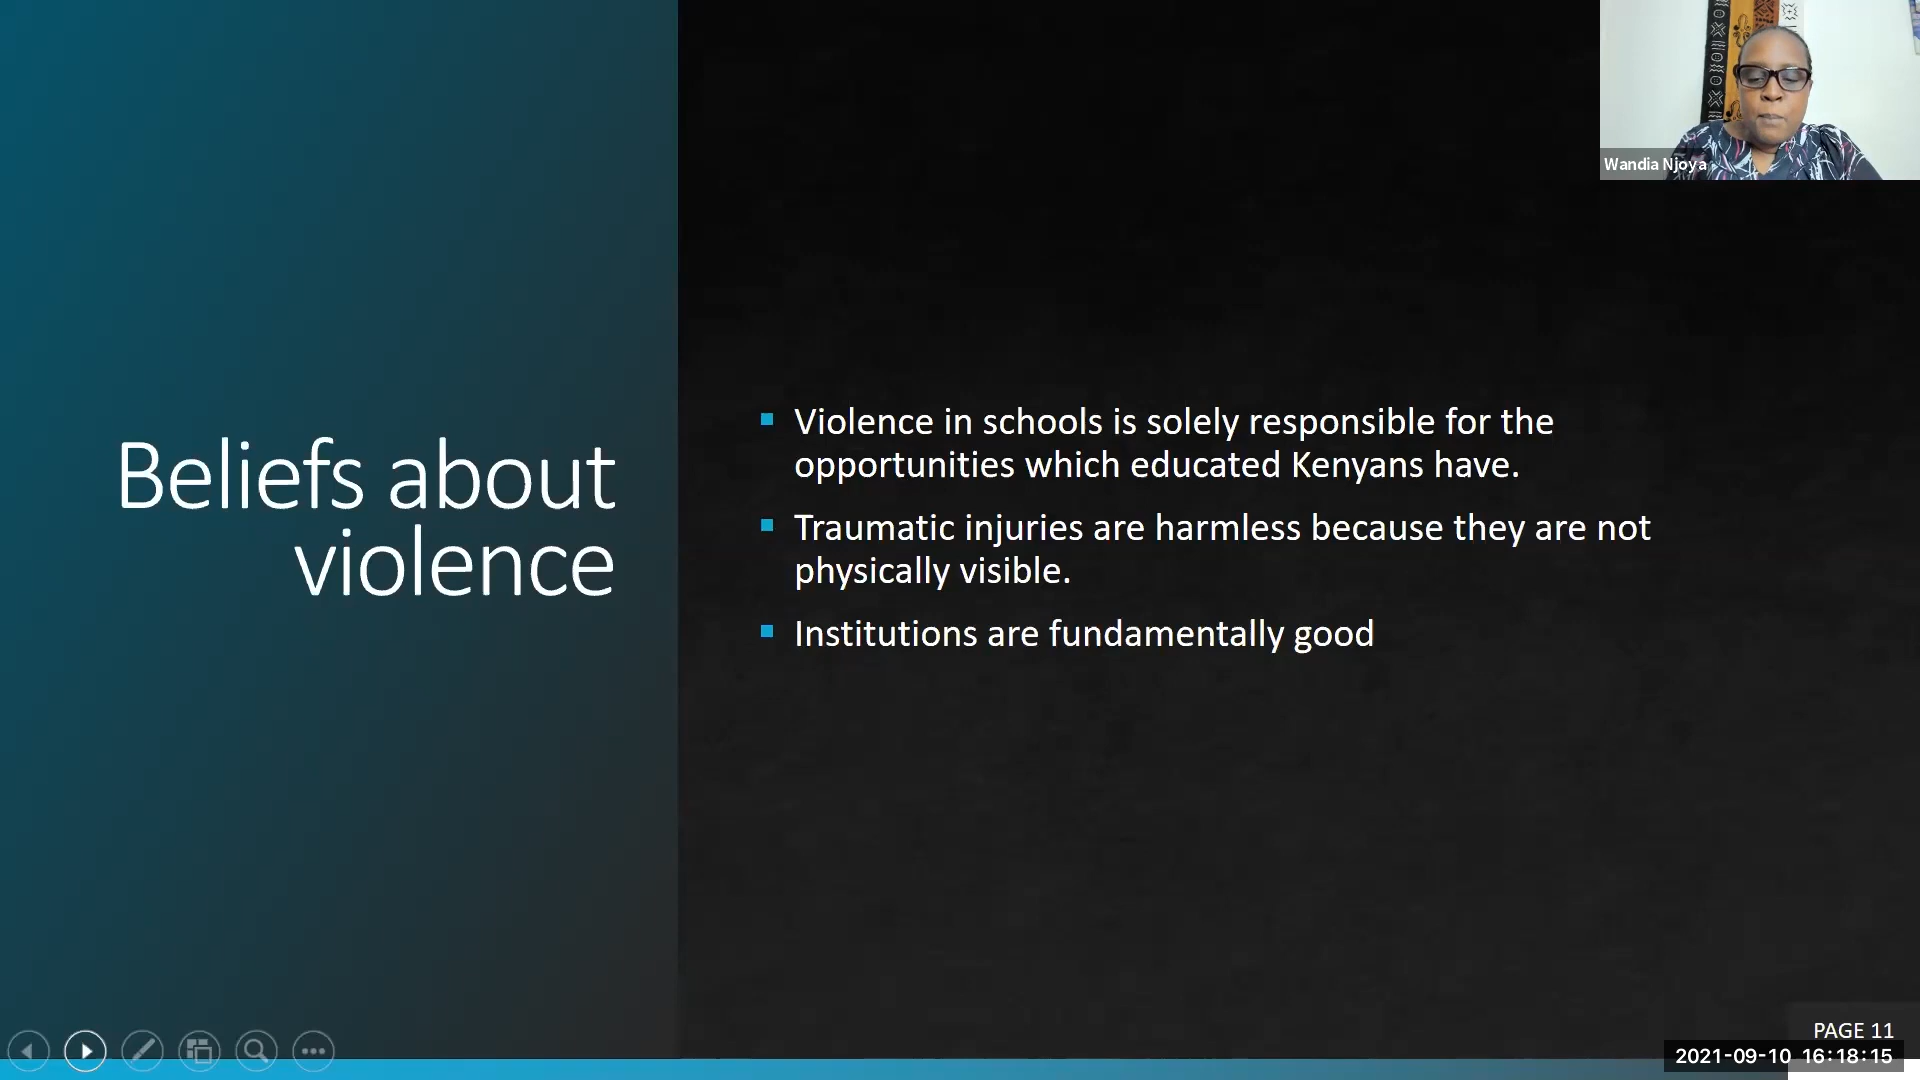 Wandia Njoya
Beliefs about
violence
Violence in schools is solely responsible for the
opportunities which educated Kenyans have.
Traumatic injuries are harmless because they are not
physically visible.
Institutions are fundamentally good
PAGE 11
2021-09-10 16:18:15